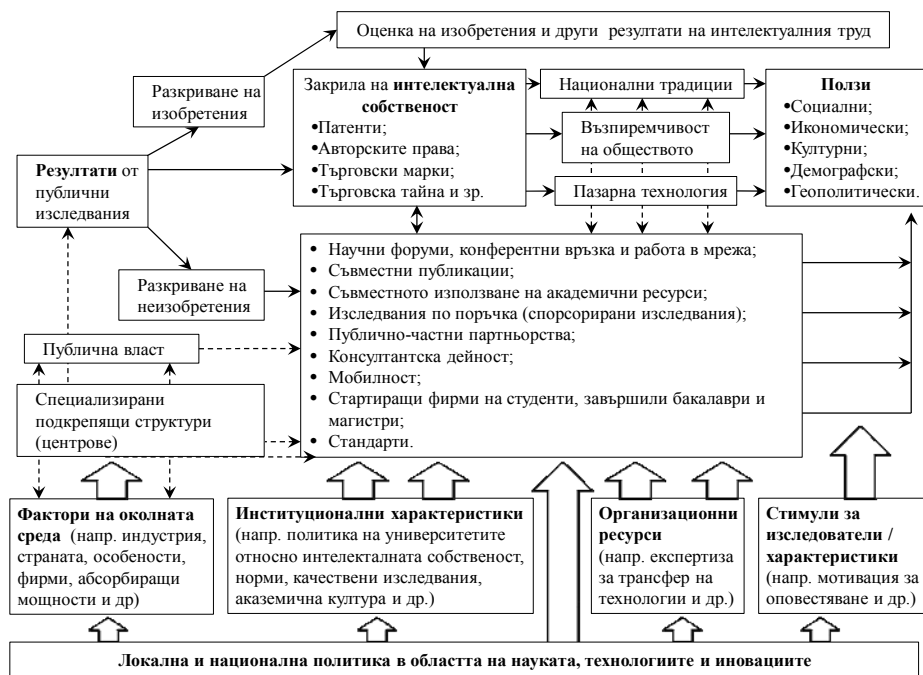 Оценка на изобретения и други резултати на интелектуалния труд
Разкриване на
изобретения
Закрила на интелектуална
собственост
•Патенти;
•Авторските права;
•Търговски марки;
•Търговска тайна и зр.
Национални традиции
Възпиремчивост
на обществото
Пазарна технология
Ползи
•Социални;
•Икономически;
•Културни;
•Демографски;
•Геополитически.
Резултати от
публични
изследвания
Разкриване на
неизобретения
• Научни форуми, конферентни връзка и работа в мрежа;
• Съвместни публикации;
• Съвместното използване на академични ресурси;
• Изследвания по поръчка (спорсорирани изследвания);
• Публично-частни партньорства;
• Консултантска дейност;
• Мобилност;
• Стартиращи фирми на студенти, завършили бакалаври и
магистри;
• Стандарти.
Публична власт
Специализирани
подкрепящи структури
(центрове)
Фактори на околната
среда (напр. индустрия,
страната, особености,
фирми, абсорбиращи
мощности и др)
Институционални характеристики
(напр. политика на университетите
относно интелекталната собственост,
норми, качествени изследвания,
аказемична култура и др.)
Организационни
ресурси
(напр. експертиза
за трансфер на
технологии и др.)
Стимули за
изследователи /
характеристики
(напр. мотивация за
оповестяване и др.)
Локална и национална политика в областта на науката, технологиите и иновациите